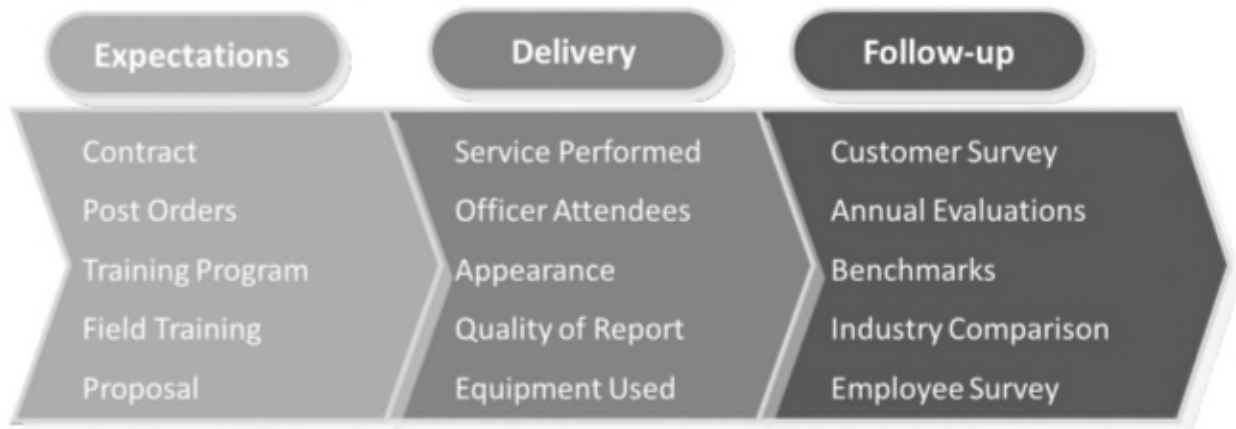 Expectations
Contract
Post Orders
Training Program
Field Training
Proposal
Delivery
Service Performed
Officer Attendees
Appearance
Quality of Report
Equipment Used
Follow-up
Customer Survey
Annual Evaluations
Benchmarks
Industry Comparison
Employee Survey